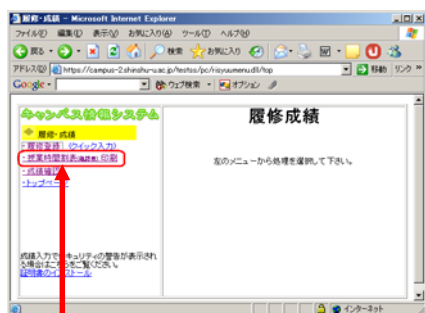 履修・成績 - Microsoft Internet Explorer
ファイル(F) 編集(E) 表示(V) お気に入り(A) ツール(T) ヘルプ(H)
戻る 検索 お気に入り
アドレス(D) https://campus-2.shinshu-u.ac.jp/testss/pc/risyuumenu.dll/top 移動 リンク »
Google ウェブ検索 オプション
キャンパス情報システム
履修・成績
・履修登録 (クイック入力)
・授業時間割表(確認表)印刷
・成績確認
・トップページ
成績入力でセキュリティの警告が表示され
る場合はこちらをご覧ください。
証明書のインストール
履修成績
左のメニューから処理を選択して下さい。
インターネット